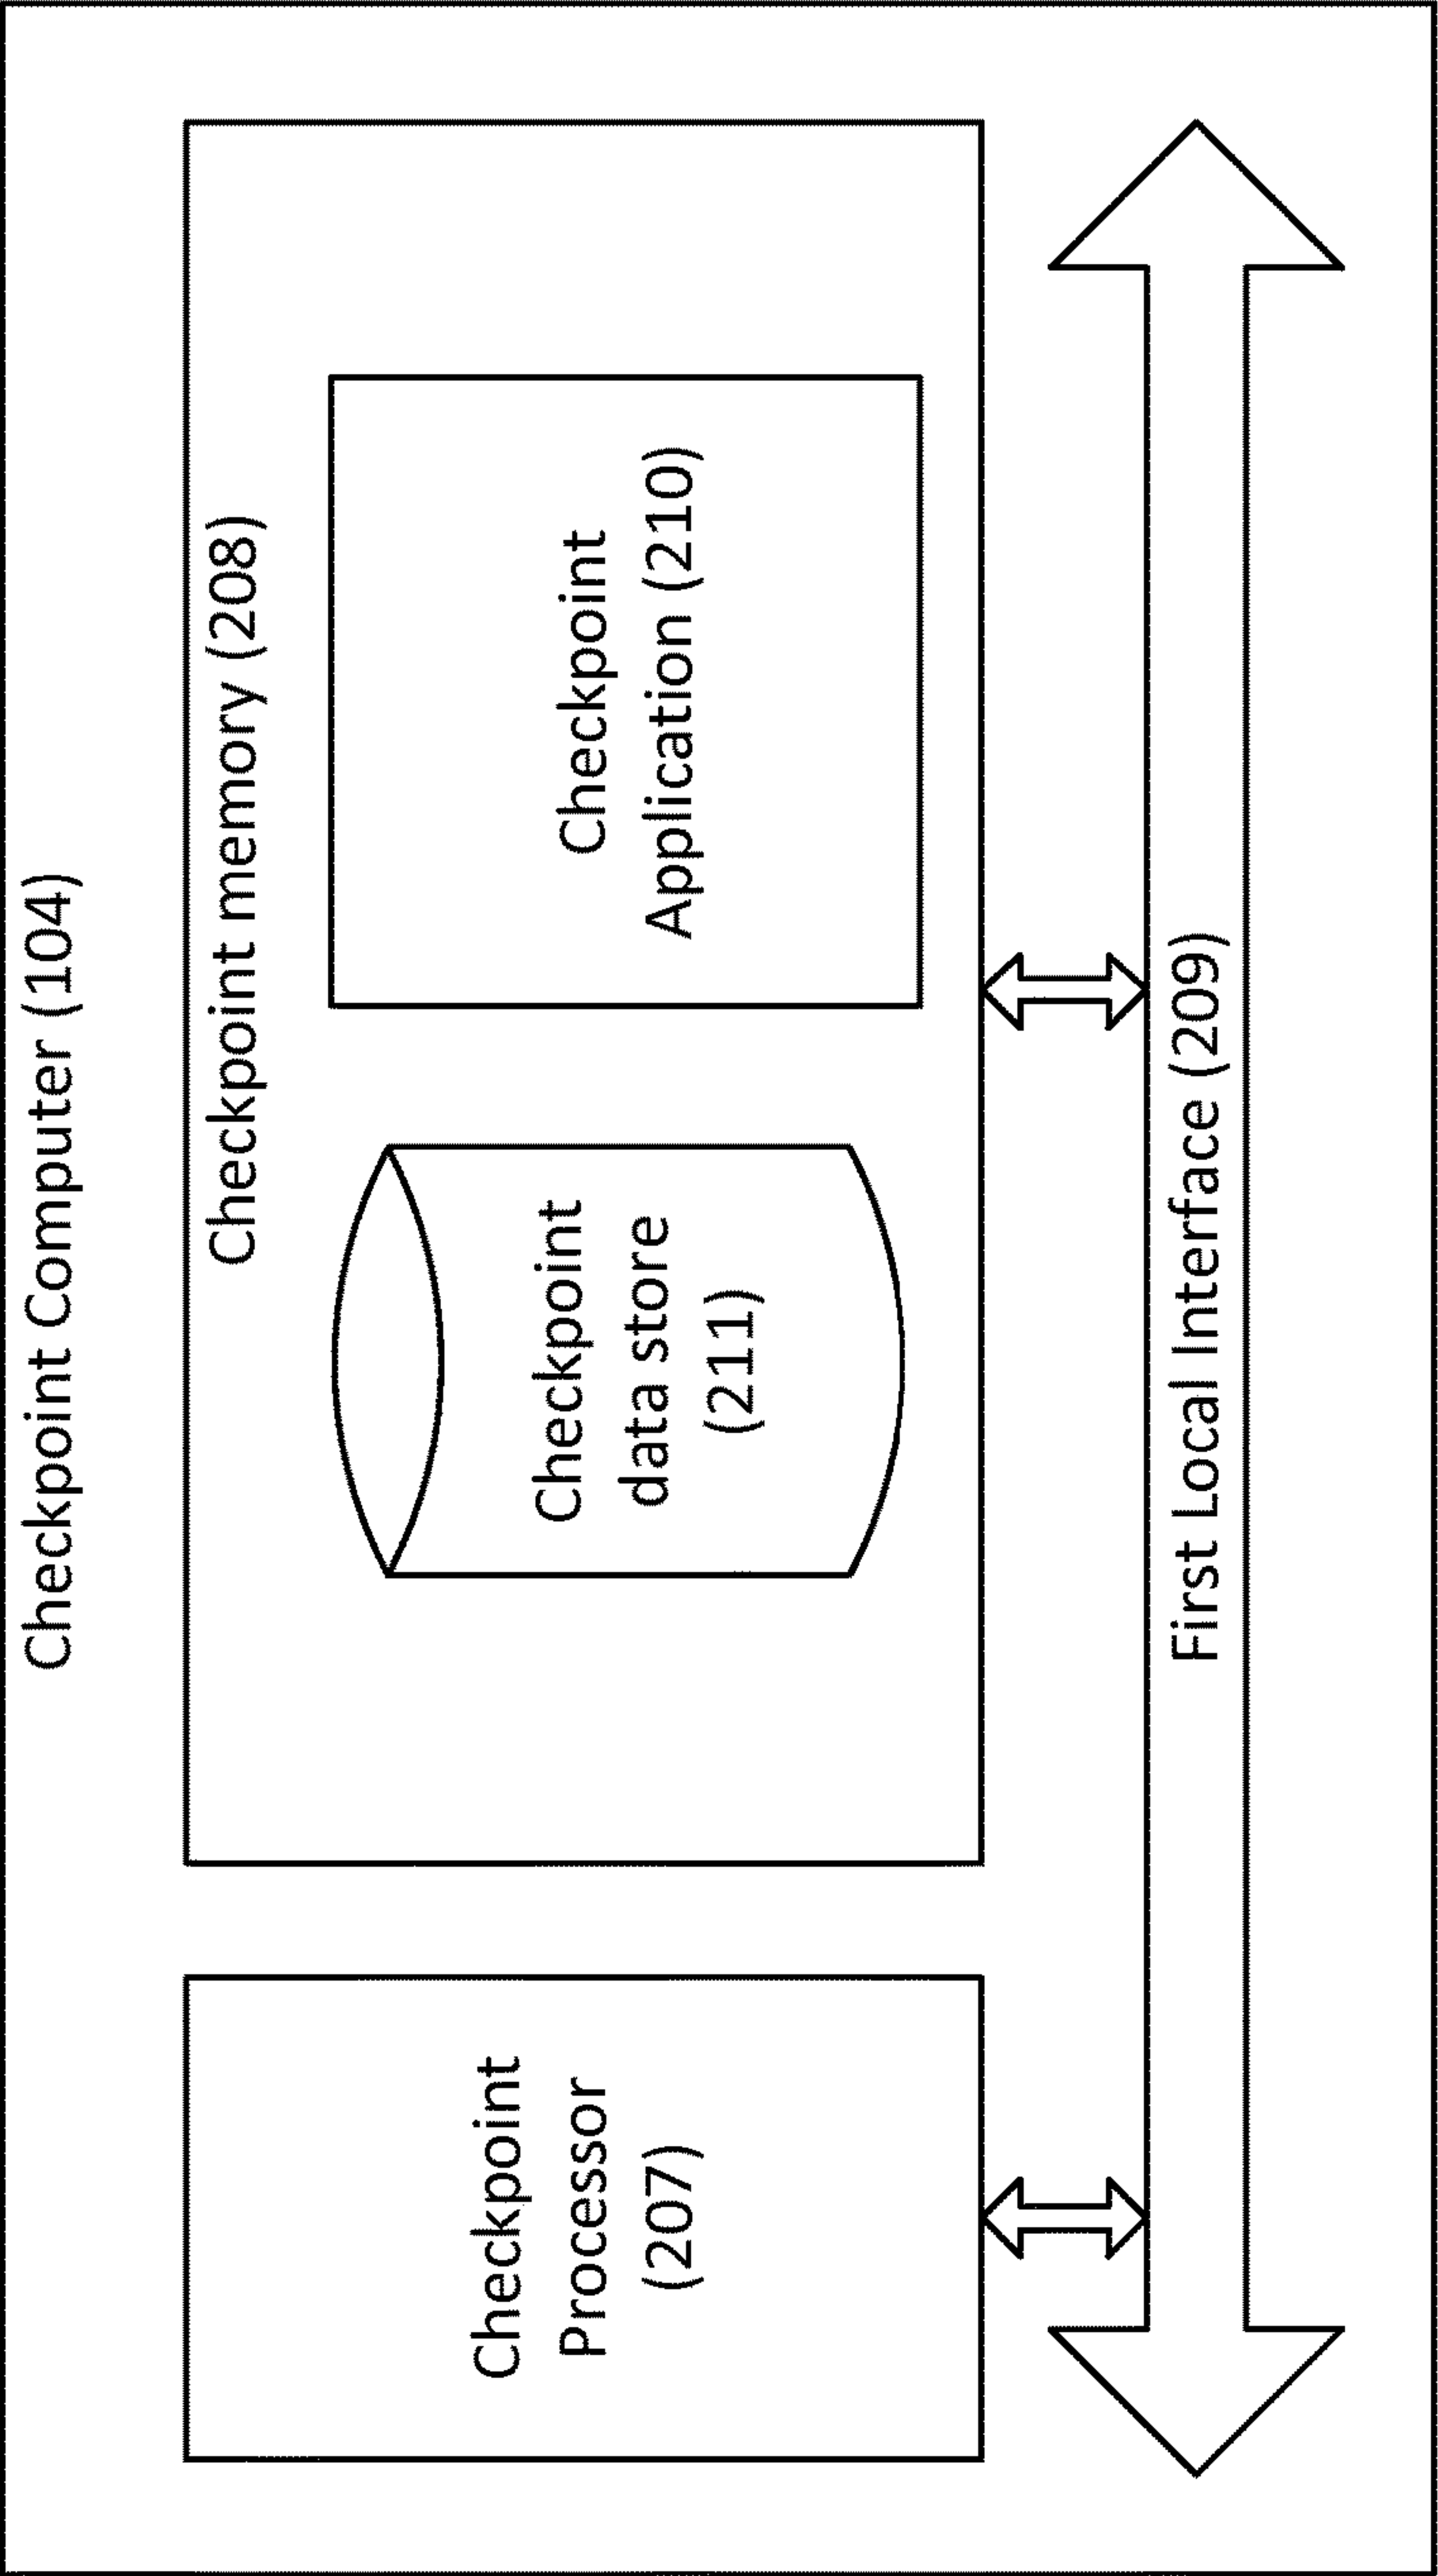 Checkpoint Computer (104)
Checkpoint memory (208)
Checkpoint
Processor
(207)
Checkpoint
data store
(211)
Checkpoint
Application (210)
First Local Interface (209)